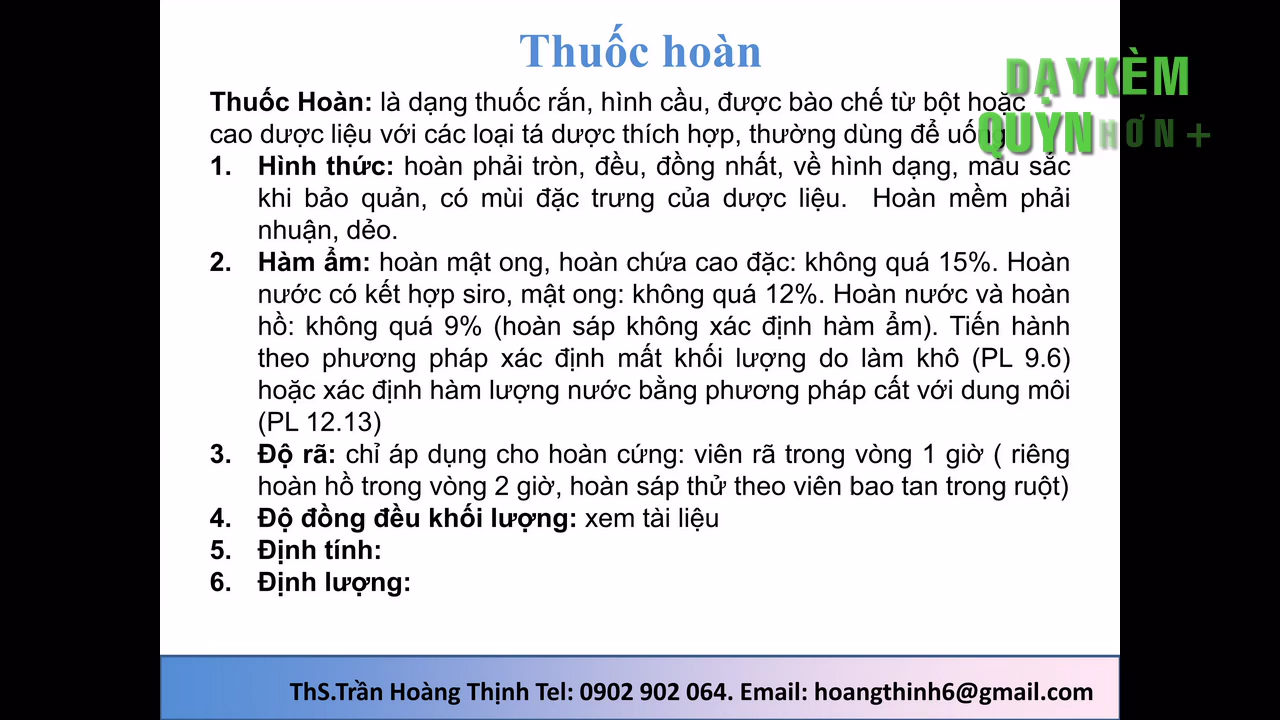 Thuốc hoàn
DẠYKÈM
QUYNHƠN+
Thuốc Hoàn: là dạng thuốc rắn, hình cầu, được bào chế từ bột hoặc
cao dược liệu với các loại tá dược thích hợp, thường dùng để uống
1. Hình thức: hoàn phải tròn, đều, đồng nhất, về hình dạng, màu sắc
khi bảo quản, có mùi đặc trưng của dược liệu. Hoàn mềm phải
nhuận, dẻo.
2. Hàm ẩm: hoàn mật ong, hoàn chứa cao đặc: không quá 15%. Hoàn
nước có kết hợp siro, mật ong: không quá 12%. Hoàn nước và hoàn
hồ: không quá 9% (hoàn sáp không xác định hàm ẩm). Tiến hành
theo phương pháp xác định mất khối lượng do làm khô (PL 9.6)
hoặc xác định hàm lượng nước bằng phương pháp cất với dung môi
(PL 12.13)
3. Độ rã: chỉ áp dụng cho hoàn cứng: viên rã trong vòng 1 giờ ( riêng
hoàn hồ trong vòng 2 giờ, hoàn sáp thử theo viên bao tan trong ruột)
4. Độ đồng đều khối lượng: xem tài liệu
5. Định tính:
6. Định lượng:
ThS.Trần Hoàng Thịnh Tel: 0902 902 064. Email: hoangthinh6@gmail.com